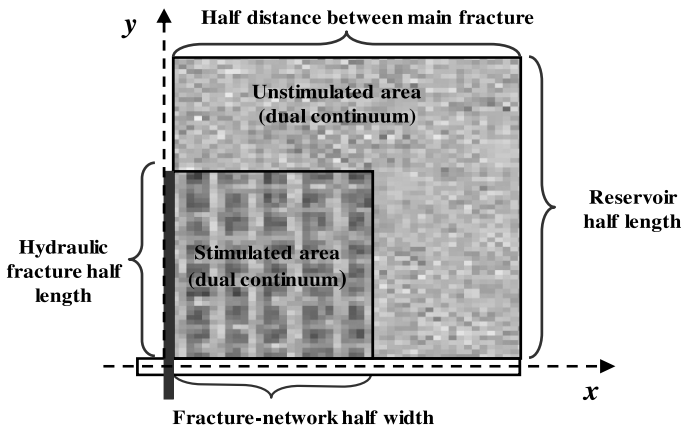 Half distance between main fracture
y
Unstimulated area
(dual continuum)
Reservoir
half length
Hydraulic
fracture half
length
Stimulated area
(dual continuum)
x
Fracture-network half width